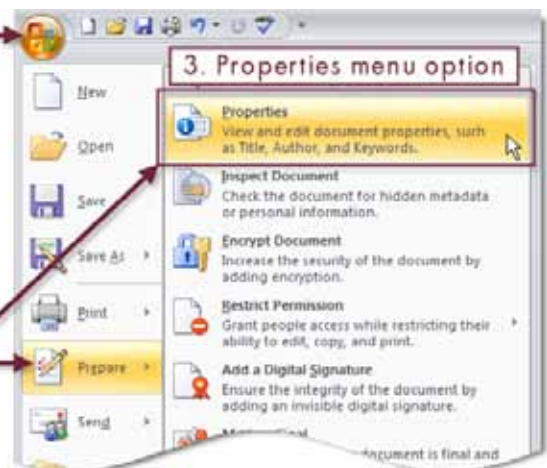 3. Properties menu option
New
Open
Save
Save As
Print
Prepare
Send
Properties
View and edit document properties, such
as Title, Author, and Keywords.
Inspect Document
Check the document for hidden metadata
or personal information.
Encrypt Document
Increase the security of the document by
adding encryption.
Restrict Permission
Grant people access while restricting their
ability to edit, copy, and print.
Add a Digital Signature
Ensure the integrity of the document by
adding an invisible digital signature.
document is final and